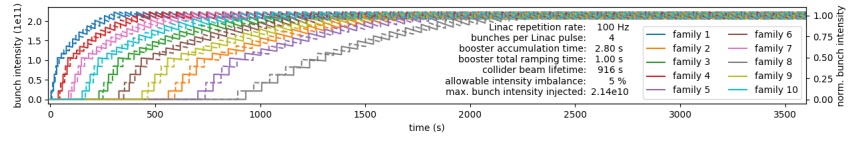 bunch intensity (1e11)
2.0
1.5
1.0
0.5
0.0
Linac repetition rate: 100 Hz
bunches per Linac pulse: 4
booster accumulation time: 2.80 s
booster total ramping time: 1.00 s
collider beam lifetime: 916 s
allowable intensity imbalance: 5 %
max. bunch intensity injected: 2.14e10
family 1
family 2
family 3
family 4
family 5
family 6
family 7
family 8
family 9
family 10
1.00
0.75
0.50
0.25
0.00
norm. bunch intensity
0 500 1000 1500 2000 2500 3000 3500
time (s)